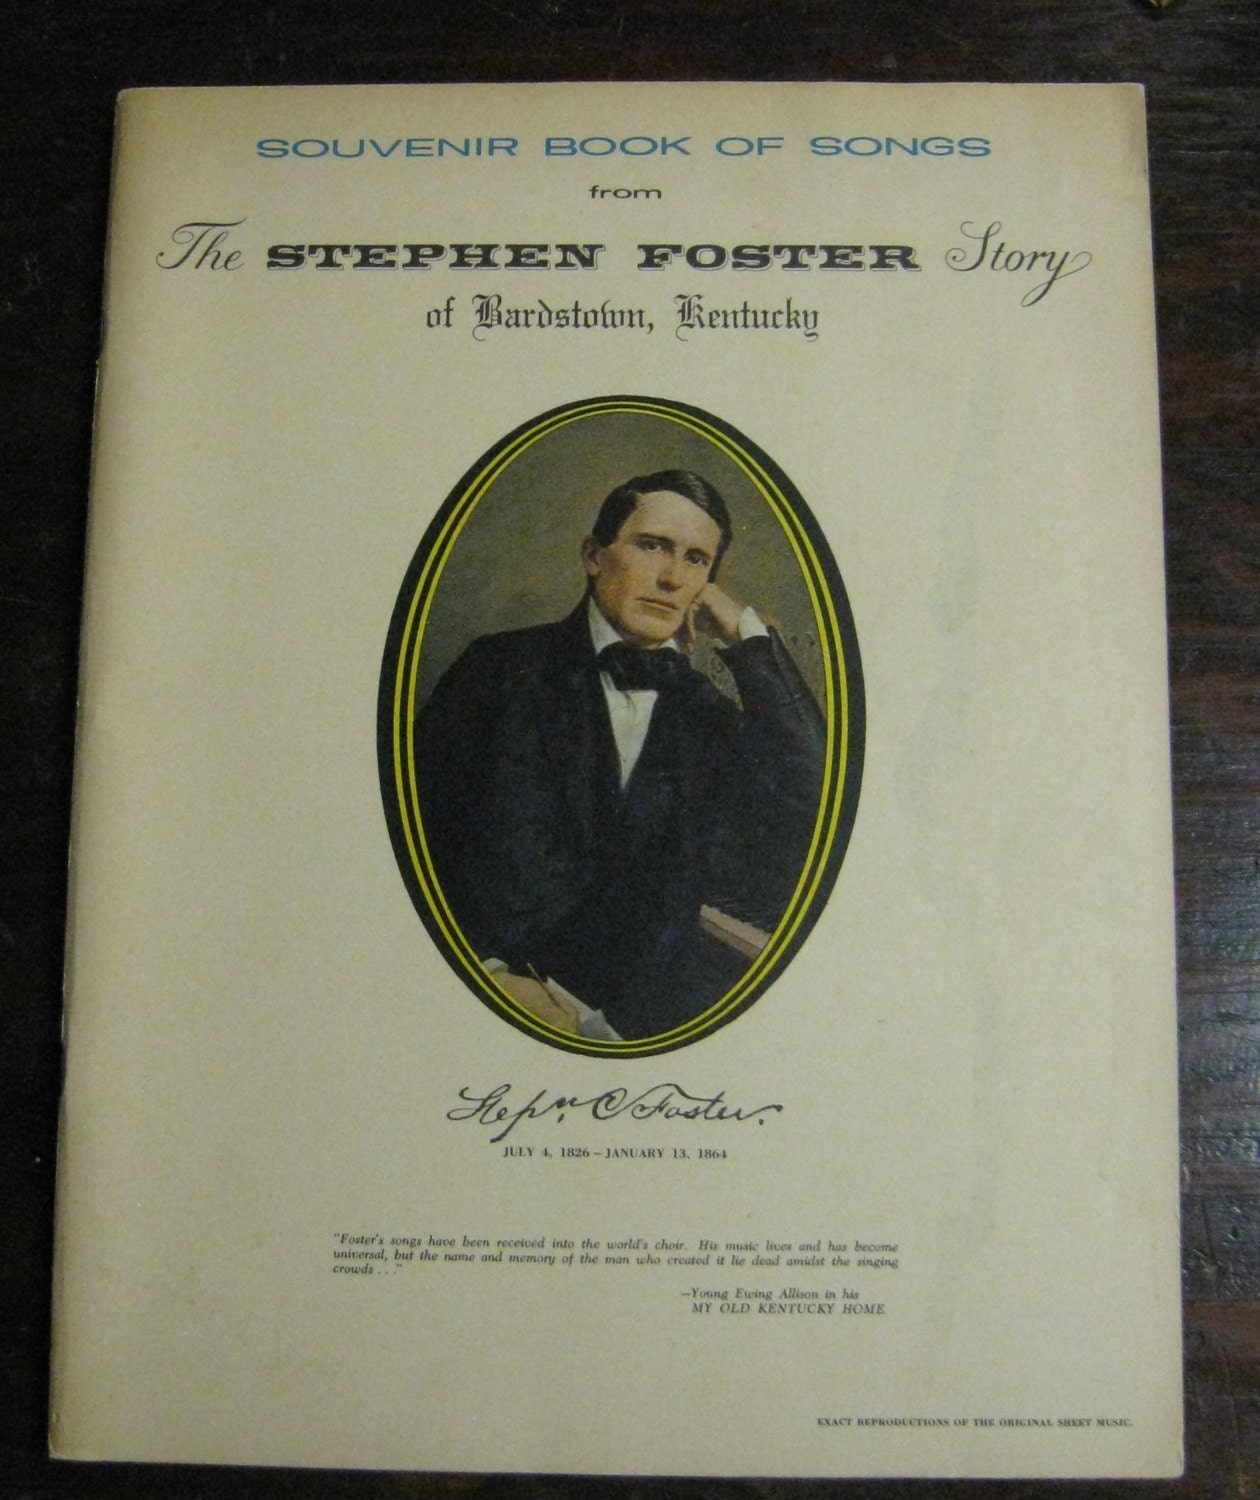 SOUVENIR BOOK OF SONGS
from
The STEPHEN FOSTER Story
of Bardstown, Kentucky
Stepn. C Foster.
JULY 4, 1826 – JANUARY 13, 1864
"Foster's songs have been received into the world's choir. His music lives and has become
universal, but the name and memory of the man who created it lie dead amidst the singing
crowds . . ."
—Young Ewing Allison in his
MY OLD KENTUCKY HOME
EXACT REPRODUCTIONS OF THE ORIGINAL SHEET MUSIC.